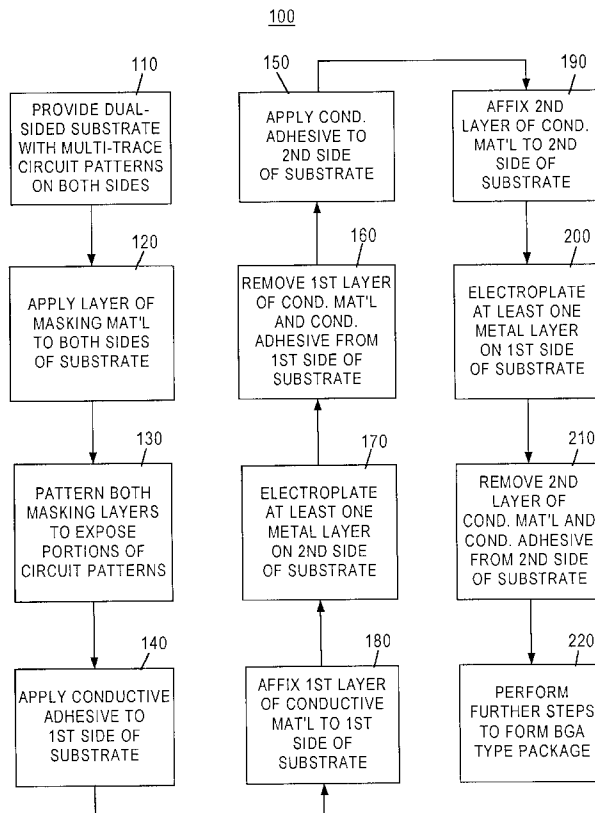 100
110
PROVIDE DUAL-
SIDED SUBSTRATE
WITH MULTI-TRACE
CIRCUIT PATTERNS
ON BOTH SIDES
120
APPLY LAYER OF
MASKING MAT'L
TO BOTH SIDES
OF SUBSTRATE
130
PATTERN BOTH
MASKING LAYERS
TO EXPOSE
PORTIONS OF
CIRCUIT PATTERNS
140
APPLY CONDUCTIVE
ADHESIVE TO
1ST SIDE OF
SUBSTRATE
150
APPLY COND.
ADHESIVE TO
2ND SIDE
OF SUBSTRATE
160
REMOVE 1ST LAYER
OF COND. MAT'L
AND COND.
ADHESIVE FROM
1ST SIDE OF
SUBSTRATE
170
ELECTROPLATE
AT LEAST ONE
METAL LAYER
ON 2ND SIDE OF
SUBSTRATE
180
AFFIX 1ST LAYER
OF CONDUCTIVE
MAT'L TO 1ST
SIDE OF
SUBSTRATE
190
AFFIX 2ND
LAYER OF COND.
MAT'L TO 2ND
SIDE OF
SUBSTRATE
200
ELECTROPLATE
AT LEAST ONE
METAL LAYER
ON 1ST SIDE
OF SUBSTRATE
210
REMOVE 2ND
LAYER OF
COND. MAT'L AND
COND. ADHESIVE
FROM 2ND SIDE
OF SUBSTRATE
220
PERFORM
FURTHER STEPS
TO FORM BGA
TYPE PACKAGE